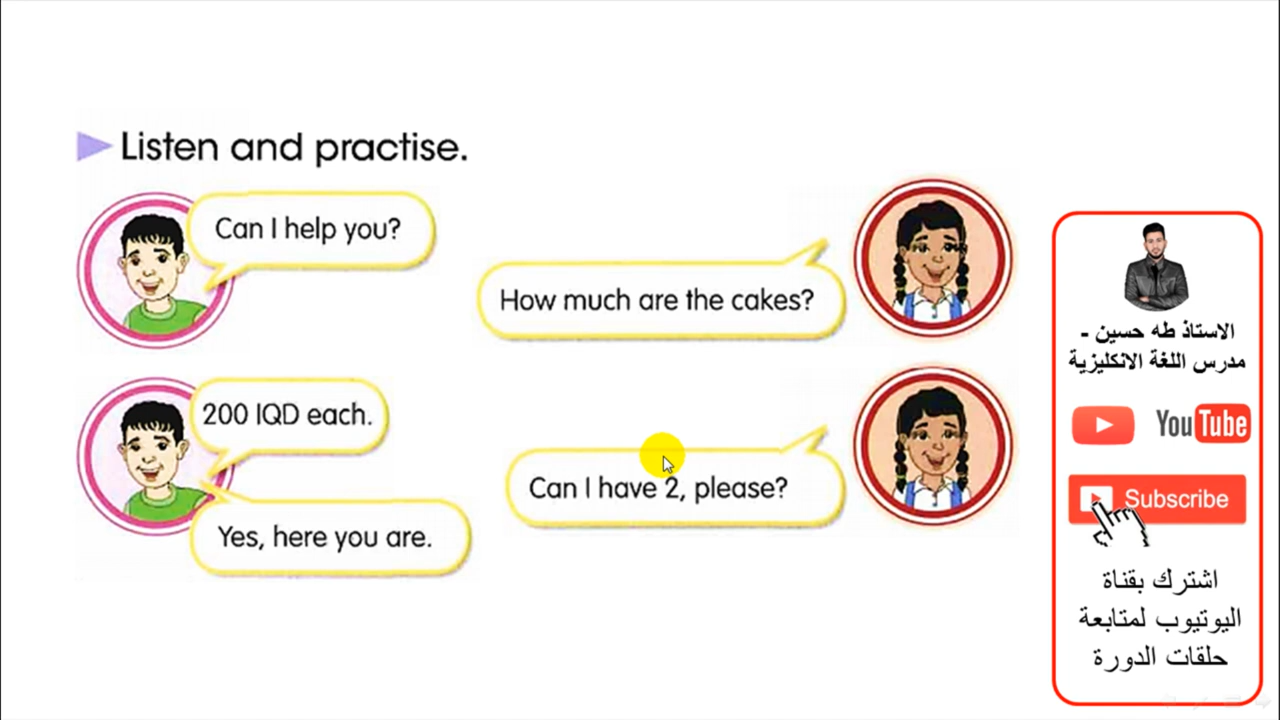 Listen and practise.
Can I help you?
How much are the cakes?
200 IQD each.
Can I have 2, please?
Yes, here you are.
الاستاذ طه حسين -
مدرس اللغة الانكليزية
YouTube
Subscribe
اشترك بقناة
اليوتيوب لمتابعة
حلقات الدورة